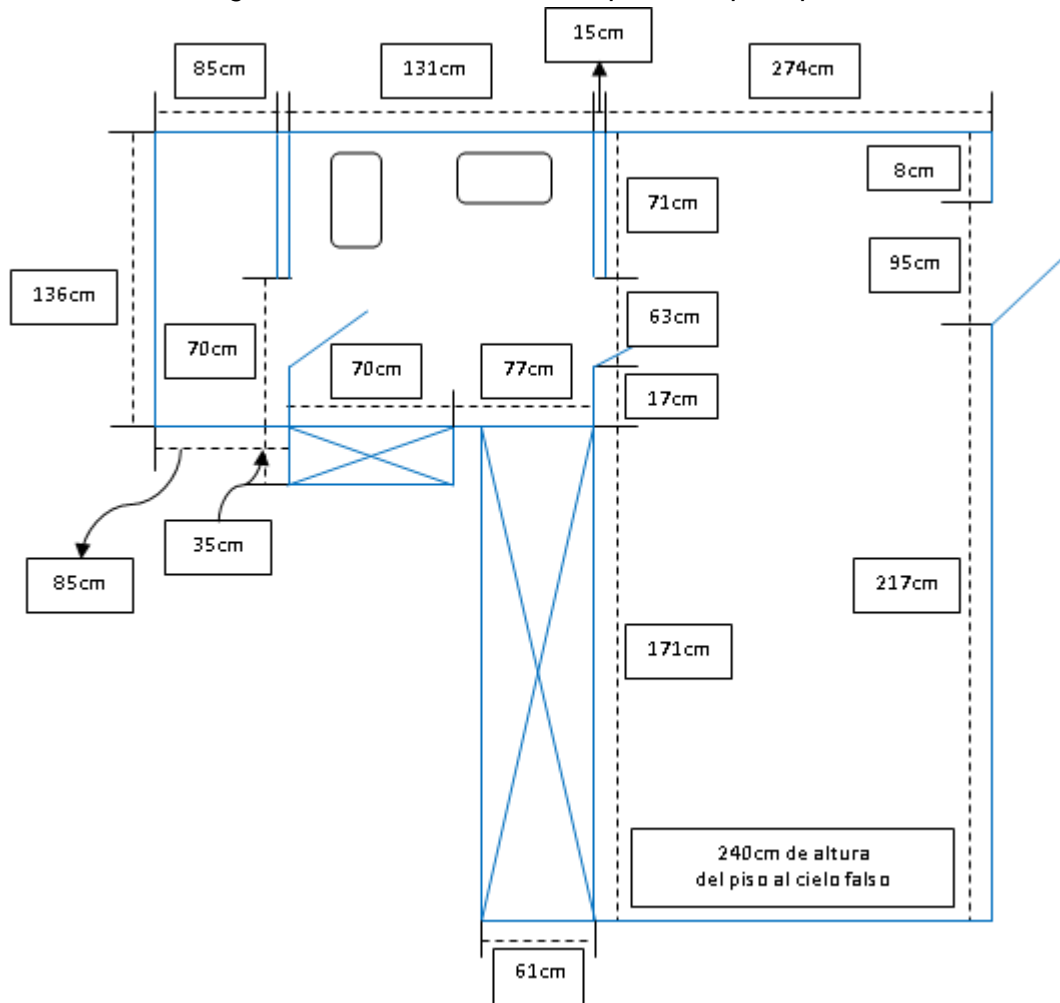 15cm
85cm
131cm
274cm
8cm
71cm
95cm
136cm
63cm
70cm
70cm
77cm
17cm
35cm
85cm
217cm
171cm
240cm de altura
del piso al cielo falso
61cm